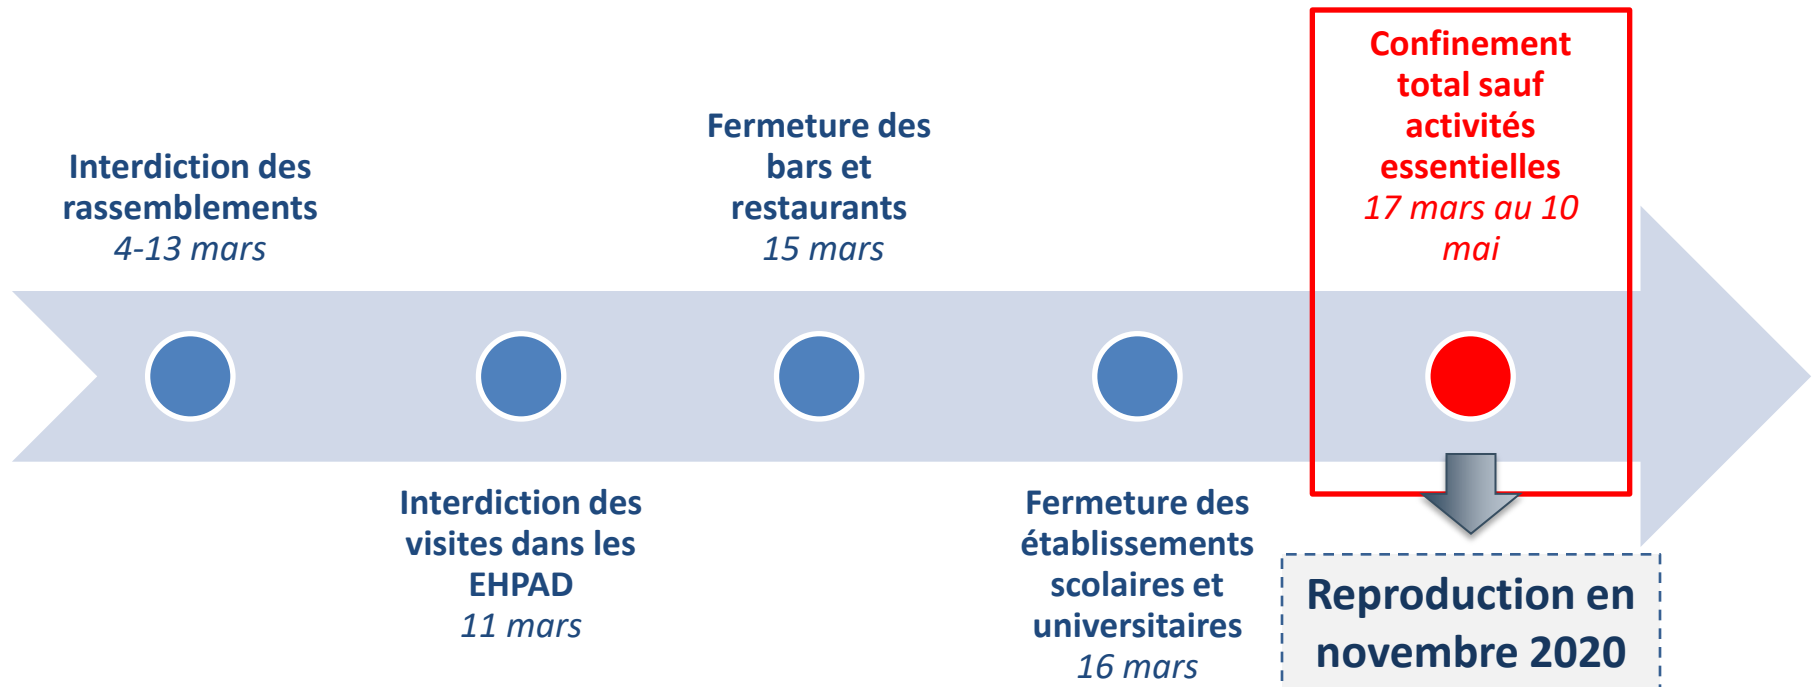 Interdiction des
rassemblements
4-13 mars
Interdiction des
visites dans les
EHPAD
11 mars
Fermeture des
bars et
restaurants
15 mars
Fermeture des
établissements
scolaires et
universitaires
16 mars
Confinement
total sauf
activités
essentielles
17 mars au 10
mai
Reproduction en
novembre 2020